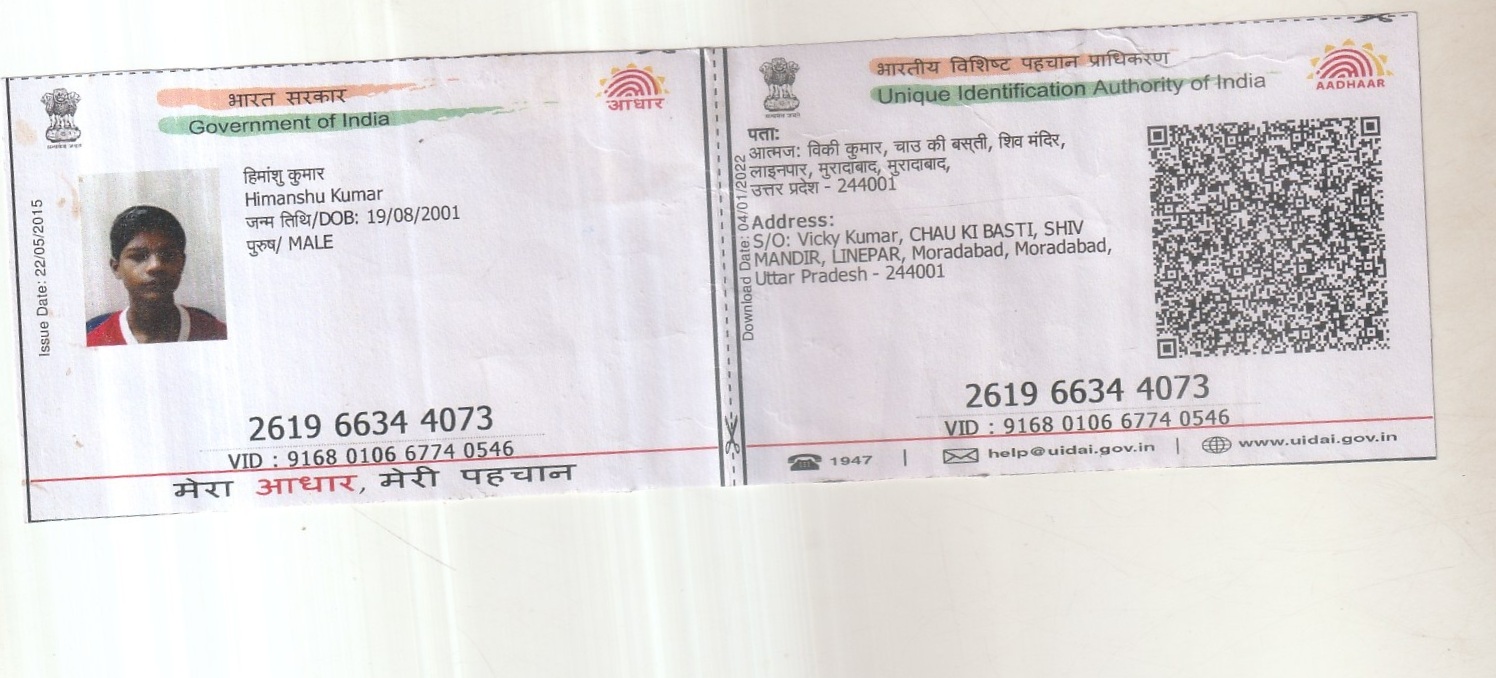 भारत सरकार
Government of India
आधार
Issue Date: 22/05/2015
हिमांशु कुमार
Himanshu Kumar
जन्म तिथि/DOB: 19/08/2001
पुरुष/ MALE
2619 6634 4073
VID : 9168 0106 6774 0546
मेरा आधार, मेरी पहचान
भारतीय विशिष्ट पहचान प्राधिकरण
Unique Identification Authority of India
AADHAAR
Download Date: 04/01/2022
पता:
आत्मज: विकी कुमार, चाउ की बस्ती, शिव मंदिर,
लाइनपार, मुरादाबाद, मुरादाबाद,
उत्तर प्रदेश - 244001
Address:
S/O: Vicky Kumar, CHAU KI BASTI, SHIV
MANDIR, LINEPAR, Moradabad, Moradabad,
Uttar Pradesh - 244001
2619 6634 4073
VID : 9168 0106 6774 0546
1947 | help@uidai.gov.in | www.uidai.gov.in